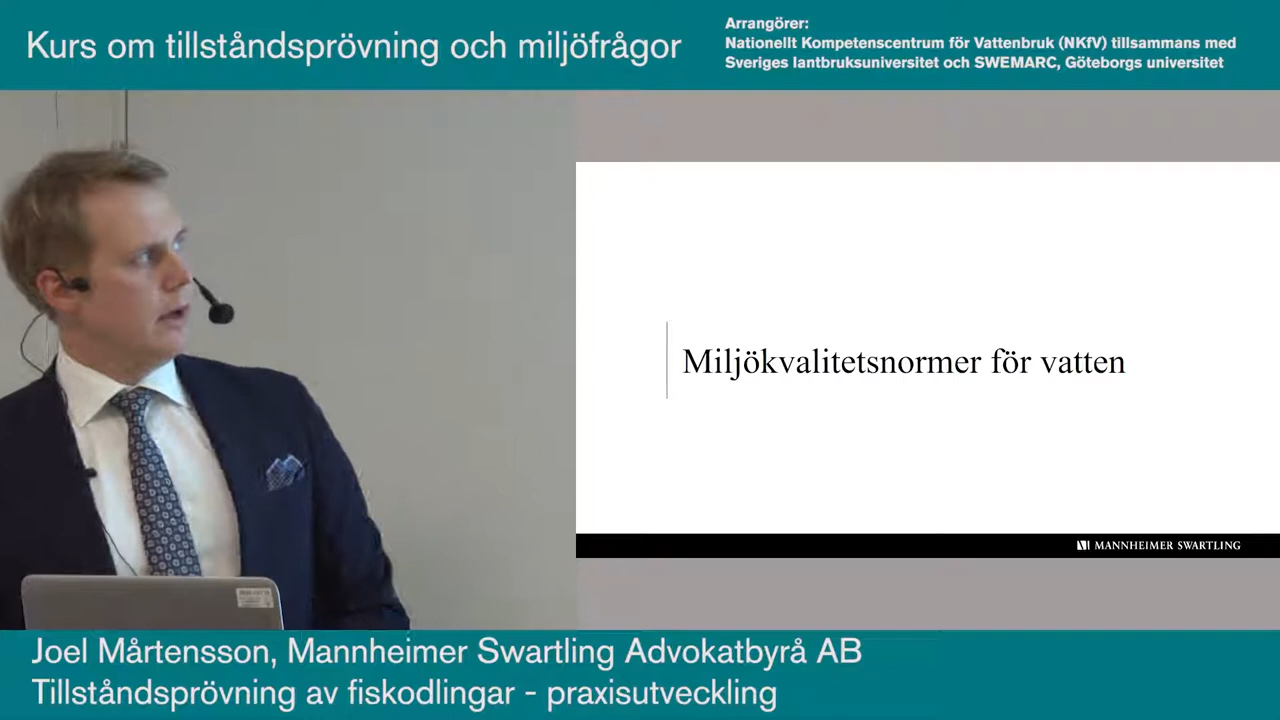 Kurs om tillståndsprövning och miljöfrågor
Arrangörer:
Nationellt Kompetenscentrum för Vattenbruk (NKfV) tillsammans med
Sveriges lantbruksuniversitet och SWEMARC, Göteborgs universitet
Miljökvalitetsnormer för vatten
MANNHEIMER SWARTLING
Joel Mårtensson, Mannheimer Swartling Advokatbyrå AB
Tillståndsprövning av fiskodlingar - praxisutveckling